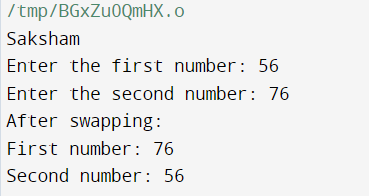 /tmp/BGxZuOQmHX.o
Saksham
Enter the first number: 56
Enter the second number: 76
After swapping:
First number: 76
Second number: 56